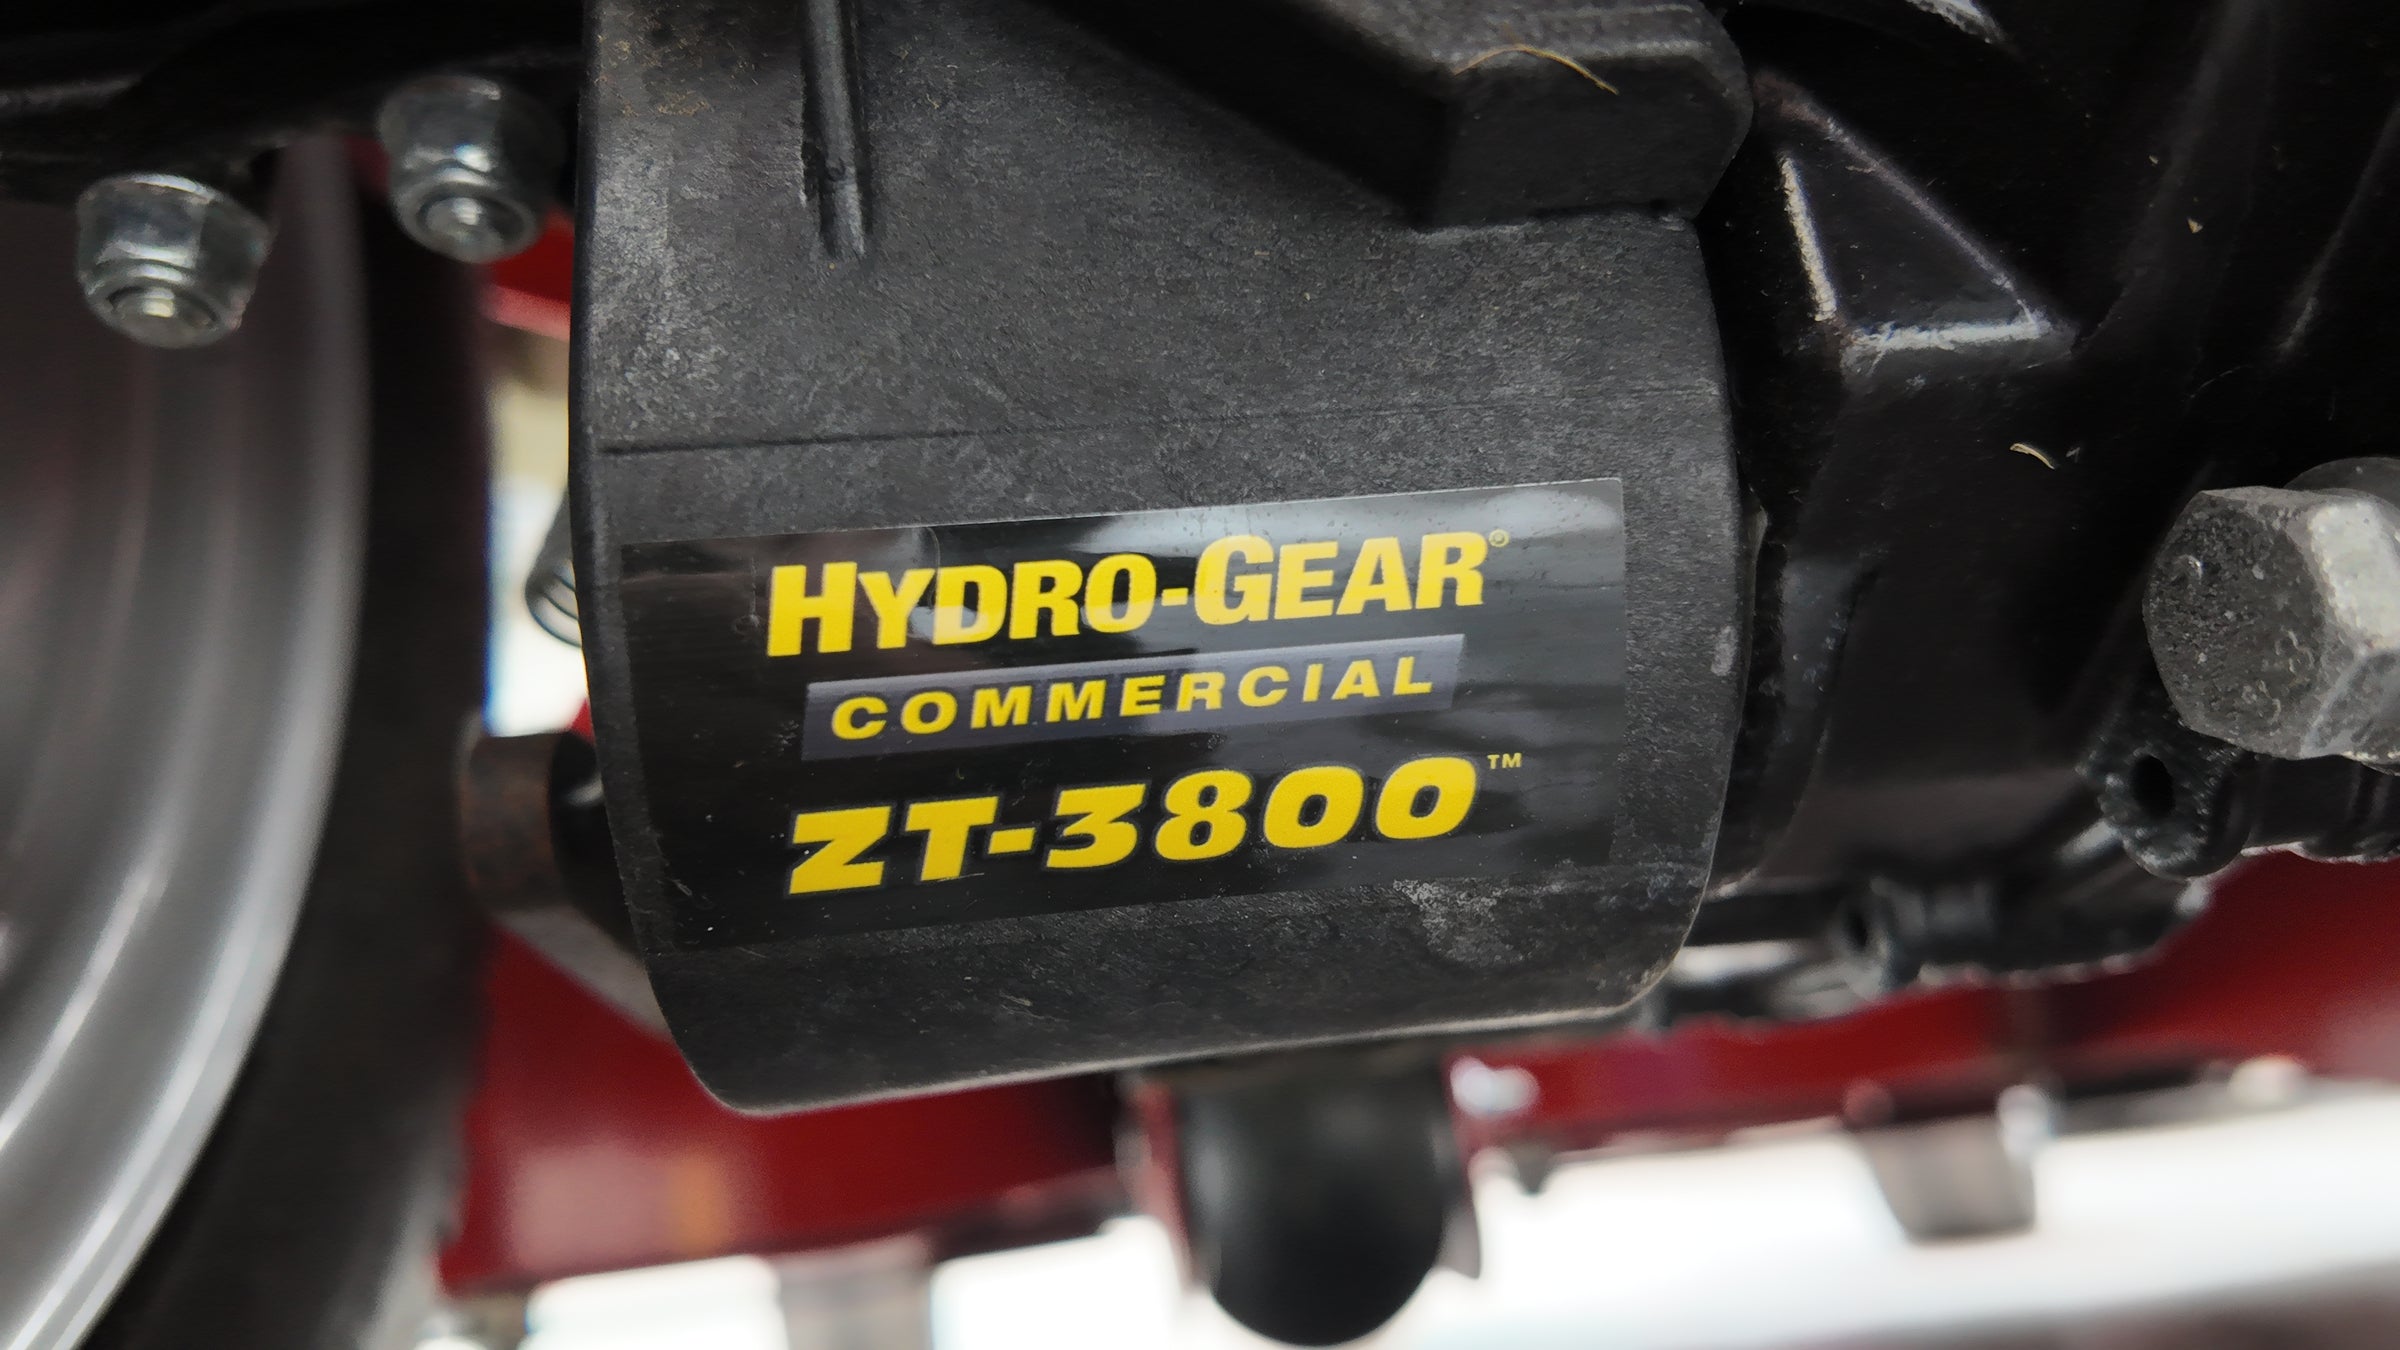 HYDRO-GEAR®
COMMERCIAL
ZT-3800™